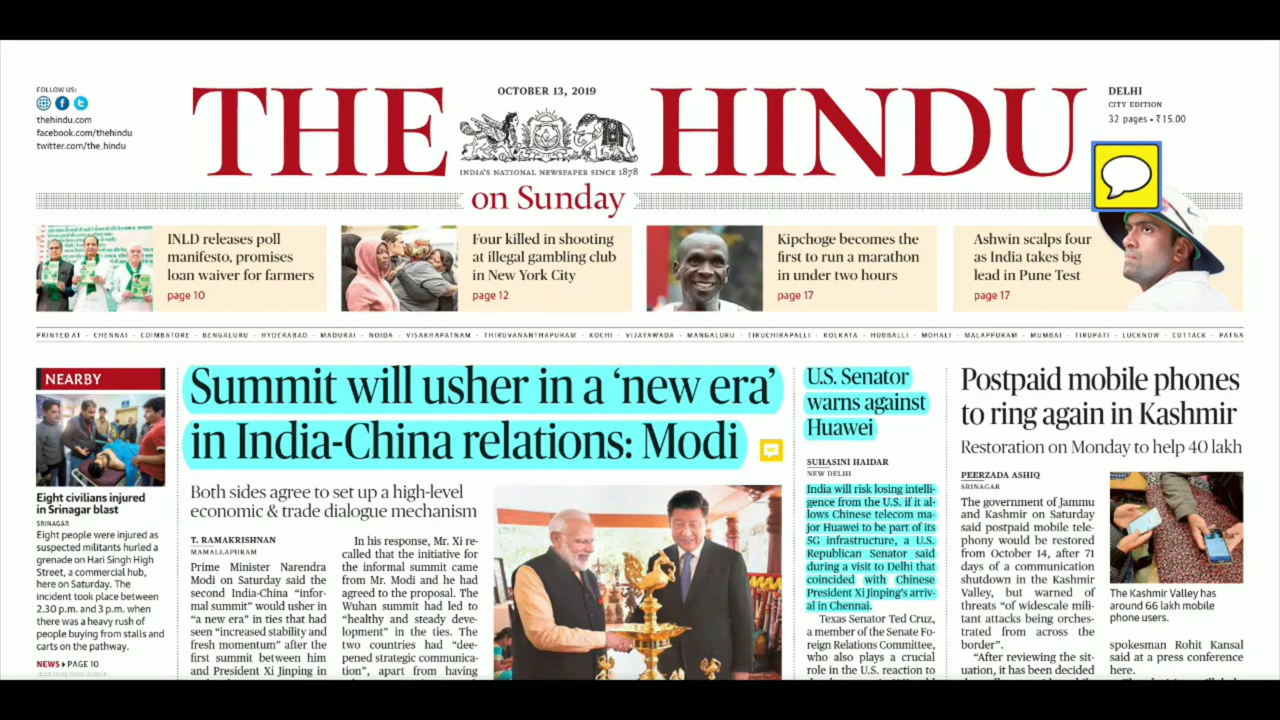 FOLLOW US:
thehindu.com
facebook.com/thehindu
twitter.com/the_hindu
OCTOBER 13, 2019
THE HINDU
INDIA'S NATIONAL NEWSPAPER SINCE 1878
on Sunday
DELHI
CITY EDITION
32 pages • ₹15.00
INLD releases poll
manifesto, promises
loan waiver for farmers
page 10
Four killed in shooting
at illegal gambling club
in New York City
page 12
Kipchoge becomes the
first to run a marathon
in under two hours
page 17
Ashwin scalps four
as India takes big
lead in Pune Test
page 17
PRINTED AT · CHENNAI · COIMBATORE · BENGALURU · HYDERABAD · MADURAI · NOIDA · VISAKHAPATNAM · THIRUVANANTHAPURAM · KOCHI · VIJAYAWADA · MANGALURU · TIRUCHIRAPALLI · KOLKATA · HUBBALLI · MOHALI · MALAPPURAM · MUMBAI · TIRUPATI · LUCKNOW · CUTTACK · PATNA
NEARBY
Eight civilians injured
in Srinagar blast
SRINAGAR
Eight people were injured as
suspected militants hurled a
grenade on Hari Singh High
Street, a commercial hub,
here on Saturday. The
incident took place between
2.30 p.m. and 3 p.m. when
there was a heavy rush of
people buying from stalls and
carts on the pathway.
NEWS PAGE 10
Summit will usher in a ‘new era’
in India-China relations: Modi
Both sides agree to set up a high-level
economic & trade dialogue mechanism
T. RAMAKRISHNAN
MAMALLAPURAM
Prime Minister Narendra
Modi on Saturday said the
second India-China “infor-
mal summit” would usher in
“a new era” in ties that had
seen “increased stability and
fresh momentum” after the
first summit between him
and President Xi Jinping in
In his response, Mr. Xi re-
called that the initiative for
the informal summit came
from Mr. Modi and he had
agreed to the proposal. The
Wuhan summit had led to
“healthy and steady deve-
lopment” in the ties. The
two countries had “dee-
pened strategic communica-
tion”, apart from having
U.S. Senator
warns against
Huawei
SUHASINI HAIDAR
NEW DELHI
India will risk losing intelli-
gence from the U.S. if it al-
lows Chinese telecom ma-
jor Huawei to be part of its
5G infrastructure, a U.S.
Republican Senator said
during a visit to Delhi that
coincided with Chinese
President Xi Jinping's arriv-
al in Chennai.
Texas Senator Ted Cruz,
a member of the Senate Fo-
reign Relations Committee,
who also plays a crucial
role in the U.S. reaction to
Postpaid mobile phones
to ring again in Kashmir
Restoration on Monday to help 40 lakh
PEERZADA ASHIQ
SRINAGAR
The government of Jammu
and Kashmir on Saturday
said postpaid mobile tele-
phony would be restored
from October 14, after 71
days of a communication
shutdown in the Kashmir
Valley, but warned of
threats “of widescale mili-
tant attacks being orches-
trated from across the
border”.
“After reviewing the sit-
uation, it has been decided
The Kashmir Valley has
around 66 lakh mobile
phone users.
spokesman Rohit Kansal
said at a press conference
here.